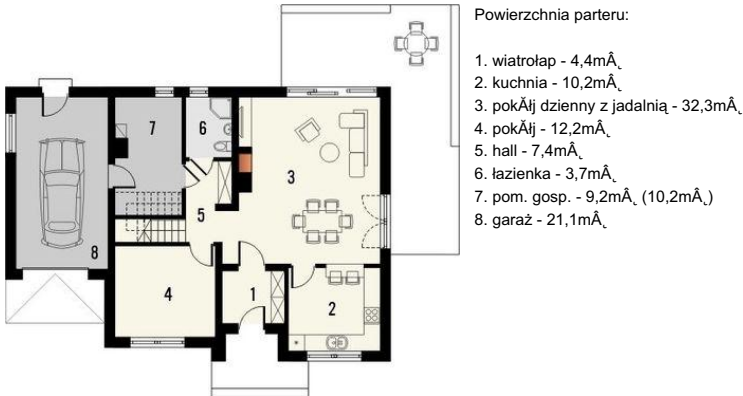 Powierzchnia parteru:
1. wiatrołap - 4,4mÂ˛
2. kuchnia - 10,2mÂ˛
3. pokĂłj dzienny z jadalnią - 32,3mÂ˛
4. pokĂłj - 12,2mÂ˛
5. hall - 7,4mÂ˛
6. łazienka - 3,7mÂ˛
7. pom. gosp. - 9,2mÂ˛ (10,2mÂ˛)
8. garaż - 21,1mÂ˛
7
6
3
5
8
4
1
2